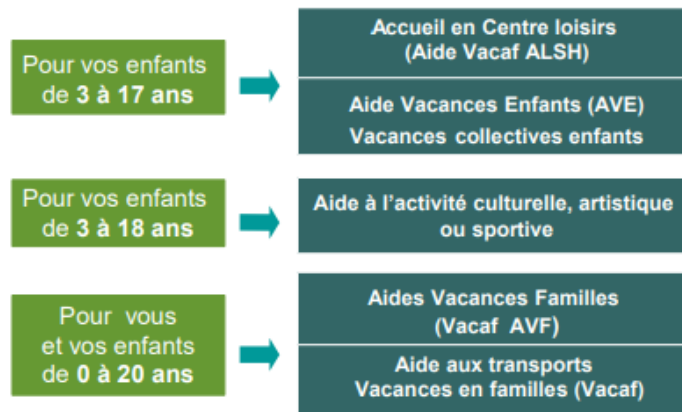 Pour vos enfants
de 3 à 17 ans
Accueil en Centre loisirs
(Aide Vacaf ALSH)
Aide Vacances Enfants (AVE)
Vacances collectives enfants
Pour vos enfants
de 3 à 18 ans
Aide à l'activité culturelle, artistique
ou sportive
Pour vous
et vos enfants
de 0 à 20 ans
Aides Vacances Familles
(Vacaf AVF)
Aide aux transports
Vacances en familles (Vacaf)